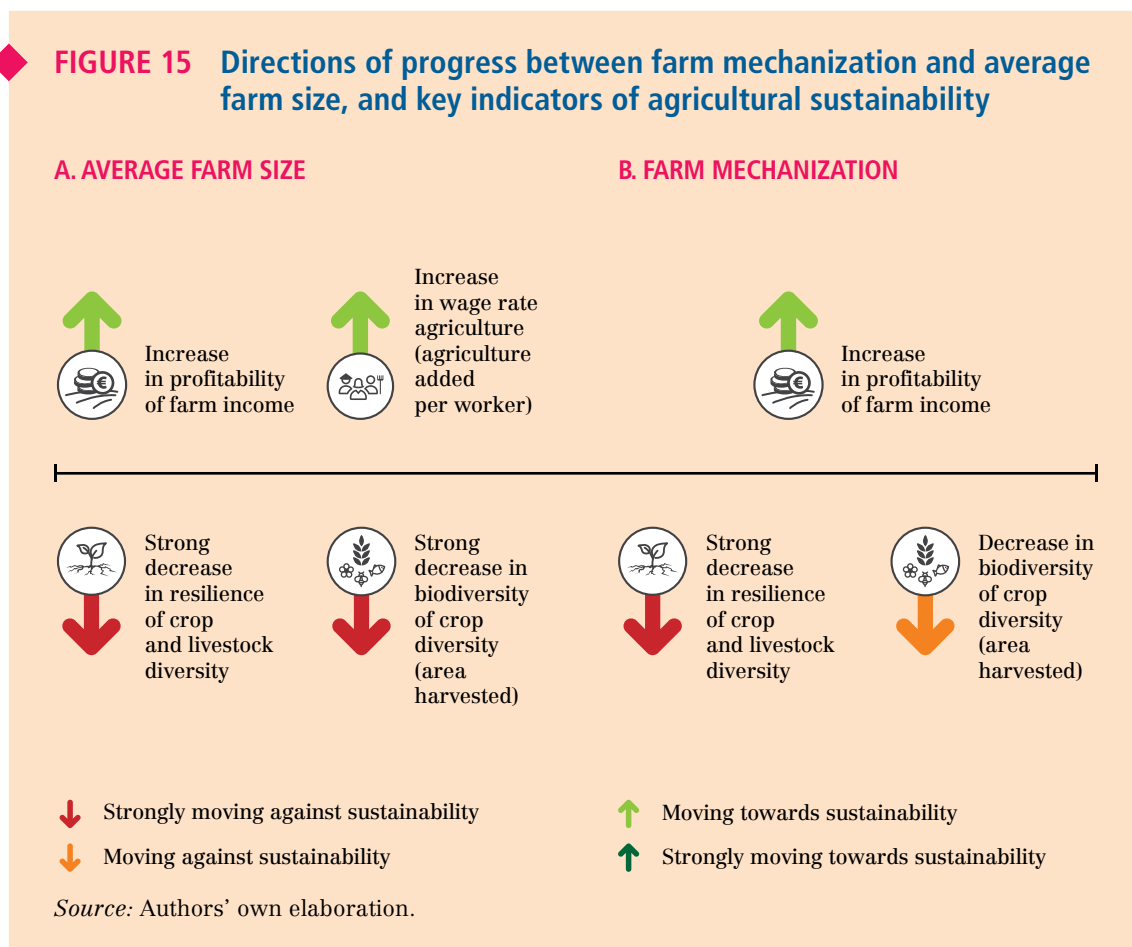 FIGURE 15 Directions of progress between farm mechanization and average
farm size, and key indicators of agricultural sustainability
A. AVERAGE FARM SIZE
Increase
in profitability
of farm income
Increase
in wage rate
agriculture
(agriculture
added
per worker)
Strong
decrease
in resilience
of crop
and livestock
diversity
Strong
decrease in
biodiversity
of crop
diversity
(area
harvested)
B. FARM MECHANIZATION
Increase
in profitability
of farm income
Strong
decrease
in resilience
of crop
and livestock
diversity
Decrease in
biodiversity
of crop
diversity
(area
harvested)
Strongly moving against sustainability
Moving against sustainability
Moving towards sustainability
Strongly moving towards sustainability
Source: Authors’ own elaboration.